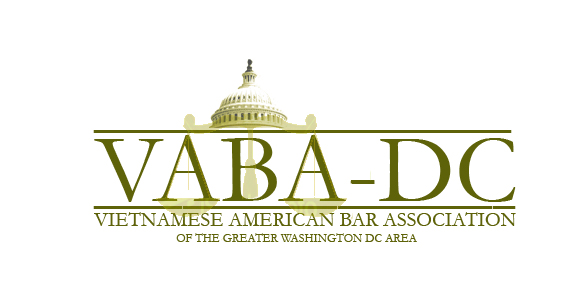 VABA-DC
VIETNAMESE AMERICAN BAR ASSOCIATION
OF THE GREATER WASHINGTON DC AREA